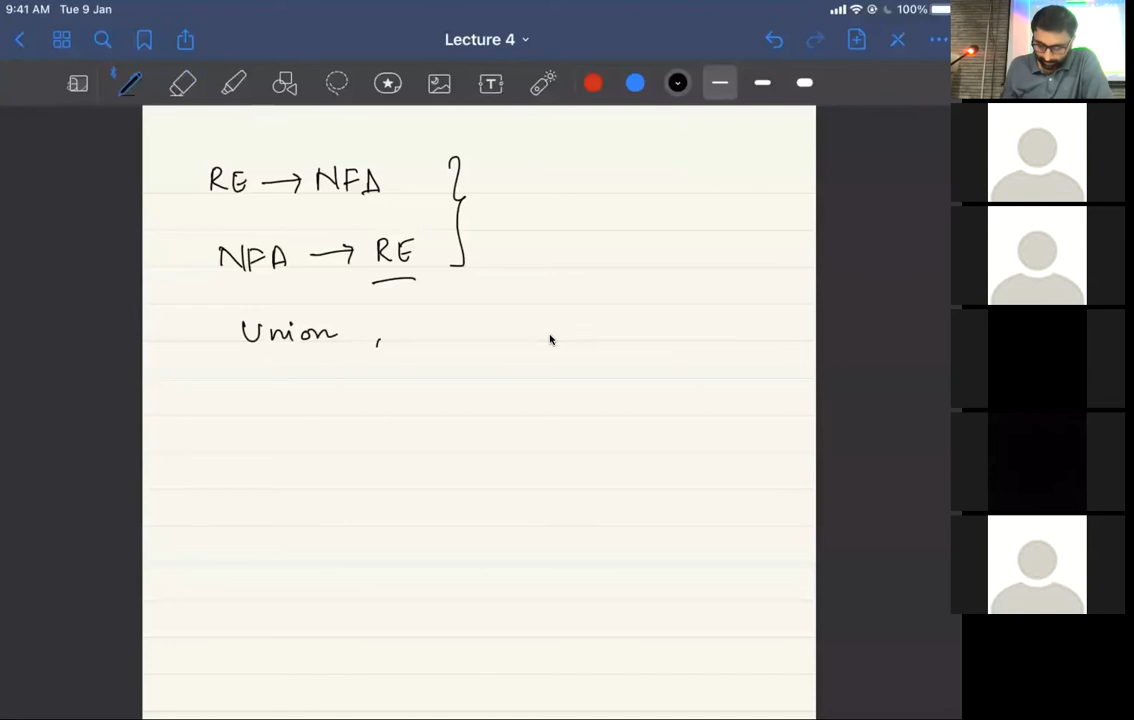 9:41 AM Tue 9 Jan
100%
Lecture 4
RE → NFA
NFA → RE
Union ,